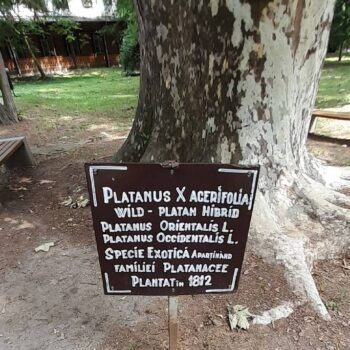 Platanus X acerifolia
Wild - Platan Hibrid
Platanus Orientalis L.
Platanus Occidentalis L.
Specie Exotică Aparținând
Familiei Platanacee
Plantat în 1812